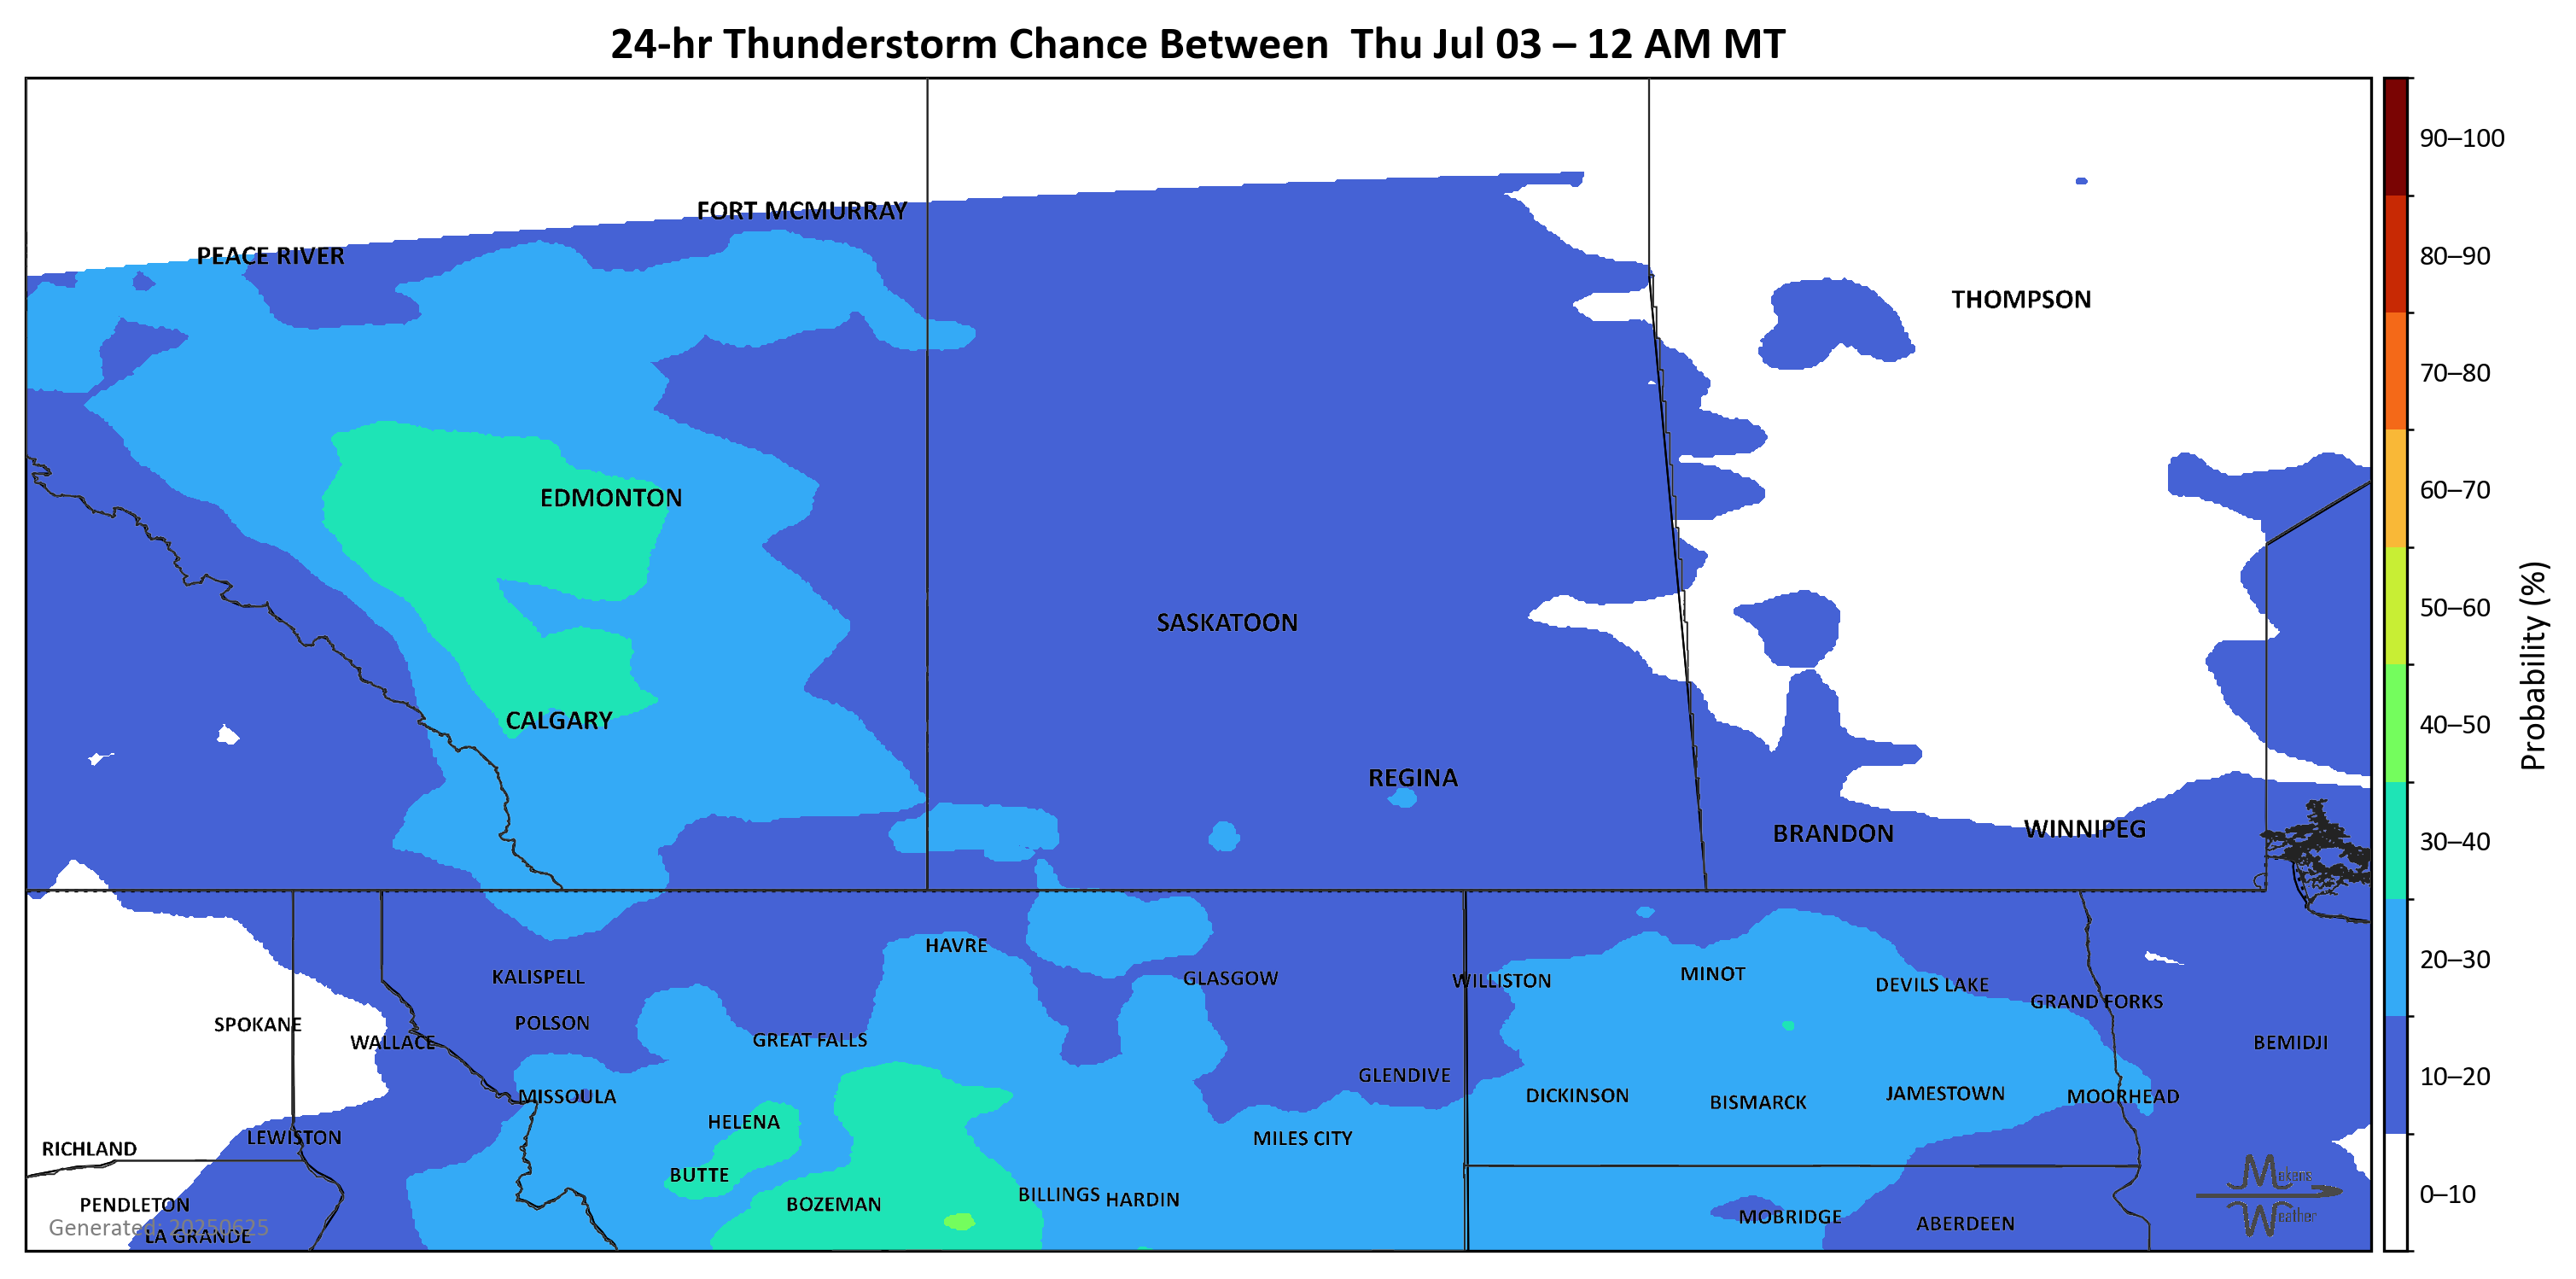 24-hr Thunderstorm Chance Between  Thu Jul 03 – 12 AM MT
90–100
FORT MCMURRAY
PEACE RIVER
80–90
THOMPSON
70–80
EDMONTON
60–70
SASKATOON
50–60
Probability (%)
CALGARY
40–50
REGINA
BRANDON
WINNIPEG
30–40
HAVRE
20–30
KALISPELL
GLASGOW
WILLISTON
MINOT
DEVILS LAKE
GRAND FORKS
SPOKANE
POLSON
WALLACE
GREAT FALLS
BEMIDJI
GLENDIVE
10–20
MISSOULA
DICKINSON
BISMARCK
JAMESTOWN
MOORHEAD
HELENA
LEWISTON
MILES CITY
RICHLAND
BUTTE
Mekens
0–10
BILLINGS
HARDIN
PENDLETON
BOZEMAN
MOBRIDGE
Weather
ABERDEEN
Generated: 20250625
LA GRANDE